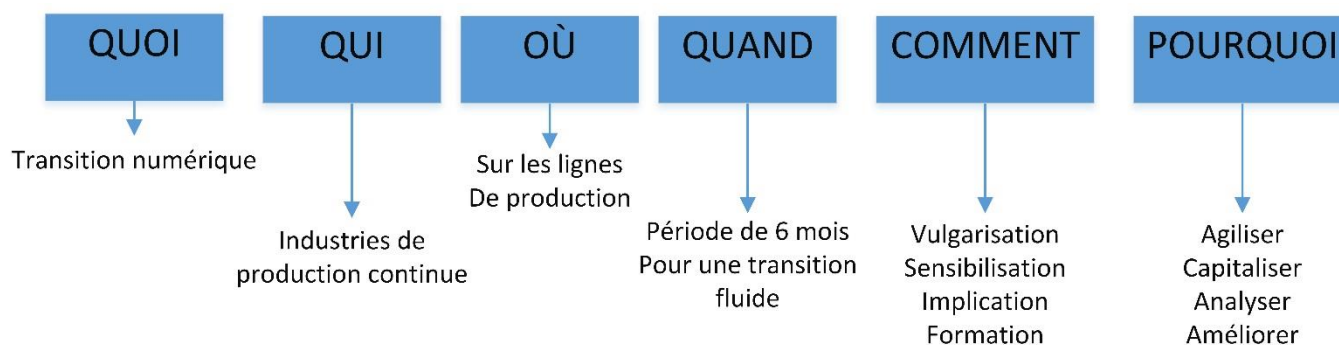 QUOI
QUI
OÙ
QUAND
COMMENT
POURQUOI
Transition numérique
Industries de
production continue
Sur les lignes
De production
Période de 6 mois
Pour une transition
fluide
Vulgarisation
Sensibilisation
Implication
Formation
Agiliser
Capitaliser
Analyser
Améliorer